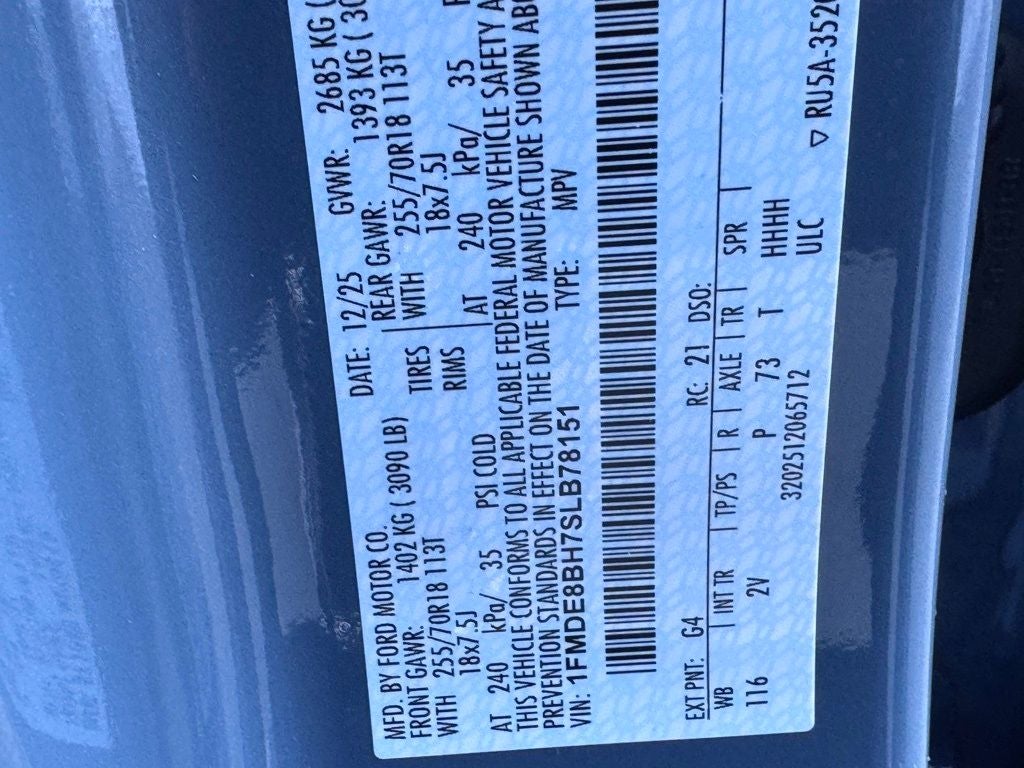 MFD. BY FORD MOTOR CO.
DATE: 12/25 GVWR: 2685 KG (
FRONT GAWR: 1402 KG ( 3090 LB)
REAR GAWR: 1393 KG ( 30
WITH 255/70R18 113T TIRES WITH 255/70R18 113T
18x7.5J RIMS 18x7.5J
AT 240 kPa/ 35 PSI COLD AT 240 kPa/ 35
THIS VEHICLE CONFORMS TO ALL APPLICABLE FEDERAL MOTOR VEHICLE SAFETY A
PREVENTION STANDARDS IN EFFECT ON THE DATE OF MANUFACTURE SHOWN ABO
VIN: 1FMDE8BH7SLB78151 TYPE: MPV
EXT PNT: G4 RC: 21 DSO:
WB | INT TR | TP/PS | R | AXLE | TR | SPR |
116 2V P 73 T HHHH
3202512065712 ULC
▽ RU5A-3520